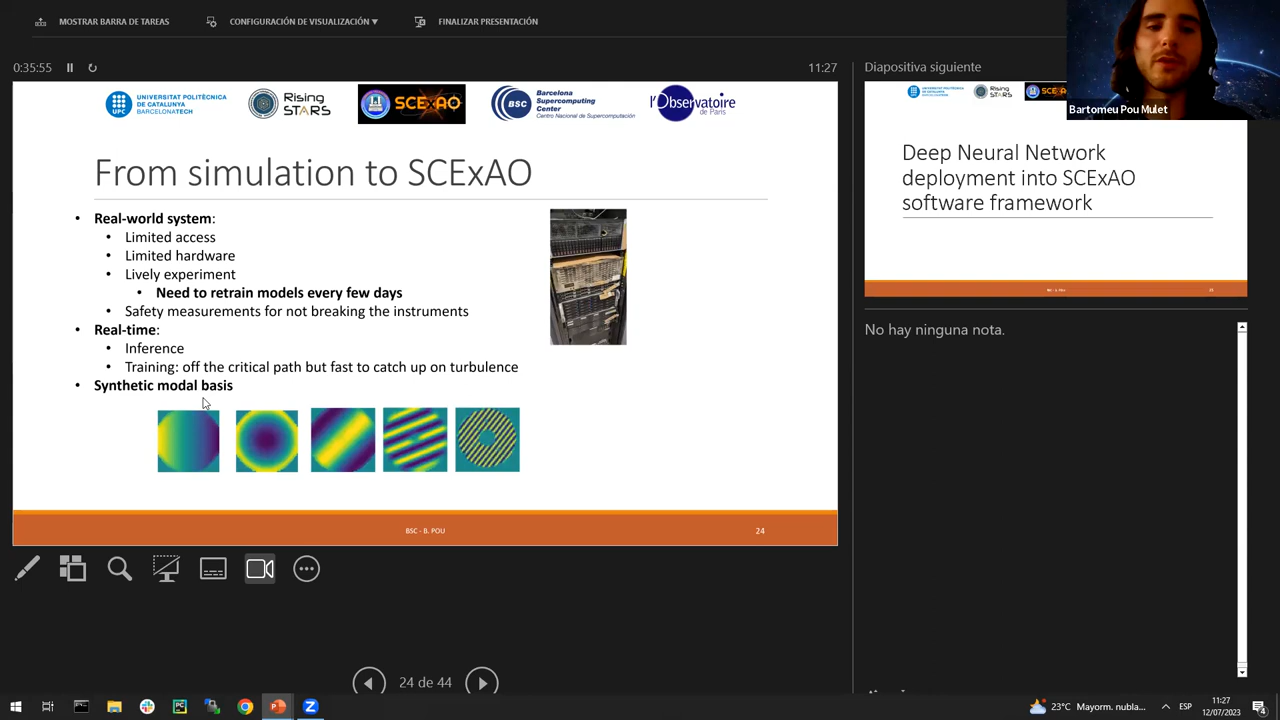 MOSTRAR BARRA DE TAREAS
CONFIGURACIÓN DE VISUALIZACIÓN ▼
FINALIZAR PRESENTACIÓN
0:35:55
11:27
Diapositiva siguiente
Bartomeu Pou Mulet
UNIVERSITAT POLITÈCNICA
DE CATALUNYA
BARCELONATECH
UPC
Rising
STARS
SCExAO
BSC
Barcelona
Supercomputing
Center
Centro Nacional de Supercomputación
l'Observatoire
de Paris
From simulation to SCExAO
• Real-world system:
• Limited access
• Limited hardware
• Lively experiment
• Need to retrain models every few days
• Safety measurements for not breaking the instruments
• Real-time:
• Inference
• Training: off the critical path but fast to catch up on turbulence
• Synthetic modal basis
BSC - B. POU
24
Deep Neural Network
deployment into SCExAO
software framework
No hay ninguna nota.
24 de 44
23°C Mayorm. nubla...
ESP
11:27
12/07/2023